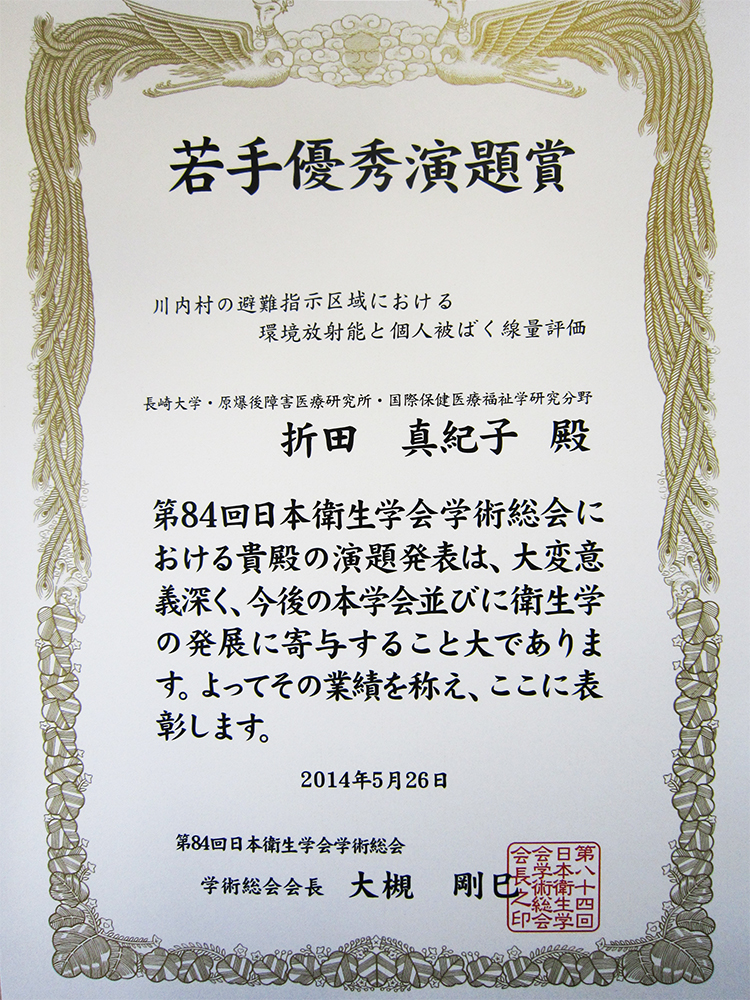 若手優秀演題賞
川内村の避難指示区域における
環境放射能と個人被ばく線量評価
長崎大学・原爆後障害医療研究所・国際保健医療福祉学研究分野
折田　真紀子　殿
第84回日本衛生学会学術総会に
おける貴殿の演題発表は、大変意
義深く、今後の本学会並びに衛生学
の発展に寄与すること大でありま
す。よってその業績を称え、ここに表
彰します。
2014年5月26日
第84回日本衛生学会学術総会
学術総会会長　大槻　剛巳
第八十四回
日本衛生学
会学術総会
会長之印